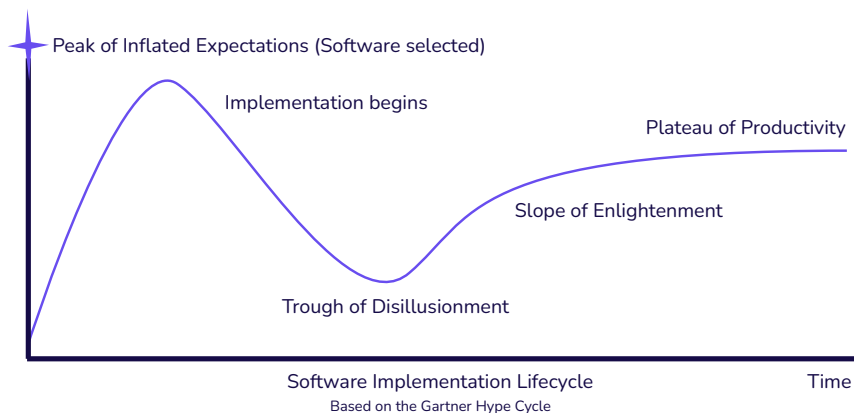 Peak of Inflated Expectations (Software selected)
Implementation begins
Plateau of Productivity
Slope of Enlightenment
Trough of Disillusionment
Software Implementation Lifecycle
Time
Based on the Gartner Hype Cycle